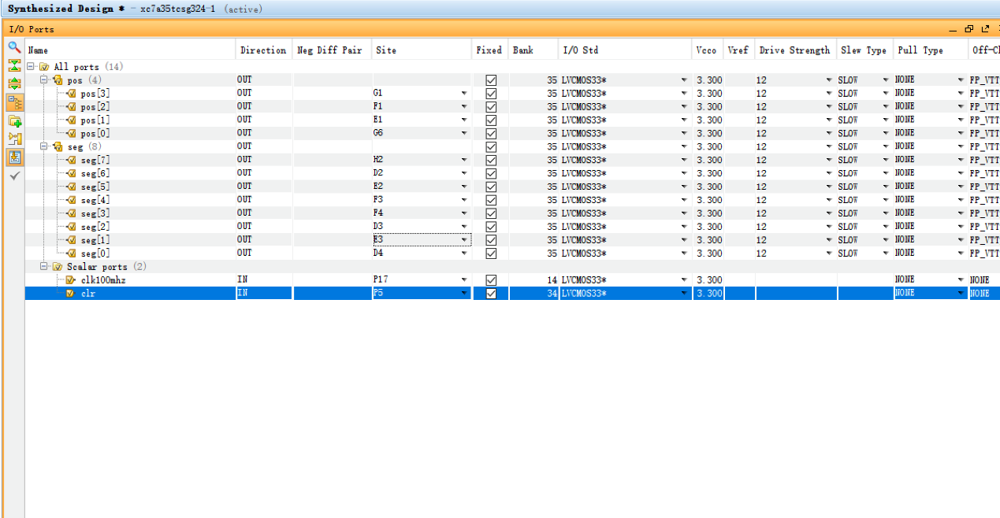 Synthesized Design * - xc7a35tcsg324-1 (active)
I/O Ports
Name Direction Neg Diff Pair Site Fixed Bank I/O Std Vcco Vref Drive Strength Slew Type Pull Type Off-Ch
All ports (14)
pos (4) OUT 35 LVCMOS33* 3.300 12 SLOW NONE FP_VTT
pos[3] OUT G1 35 LVCMOS33* 3.300 12 SLOW NONE FP_VTT
pos[2] OUT F1 35 LVCMOS33* 3.300 12 SLOW NONE FP_VTT
pos[1] OUT E1 35 LVCMOS33* 3.300 12 SLOW NONE FP_VTT
pos[0] OUT G6 35 LVCMOS33* 3.300 12 SLOW NONE FP_VTT
seg (8) OUT 35 LVCMOS33* 3.300 12 SLOW NONE FP_VTT
seg[7] OUT H2 35 LVCMOS33* 3.300 12 SLOW NONE FP_VTT
seg[6] OUT D2 35 LVCMOS33* 3.300 12 SLOW NONE FP_VTT
seg[5] OUT E2 35 LVCMOS33* 3.300 12 SLOW NONE FP_VTT
seg[4] OUT F3 35 LVCMOS33* 3.300 12 SLOW NONE FP_VTT
seg[3] OUT F4 35 LVCMOS33* 3.300 12 SLOW NONE FP_VTT
seg[2] OUT D3 35 LVCMOS33* 3.300 12 SLOW NONE FP_VTT
seg[1] OUT E3 35 LVCMOS33* 3.300 12 SLOW NONE FP_VTT
seg[0] OUT D4 35 LVCMOS33* 3.300 12 SLOW NONE FP_VTT
Scalar ports (2)
clk100mhz IN P17 14 LVCMOS33* 3.300 NONE NONE
clr IN P5 34 LVCMOS33* 3.300 NONE NONE